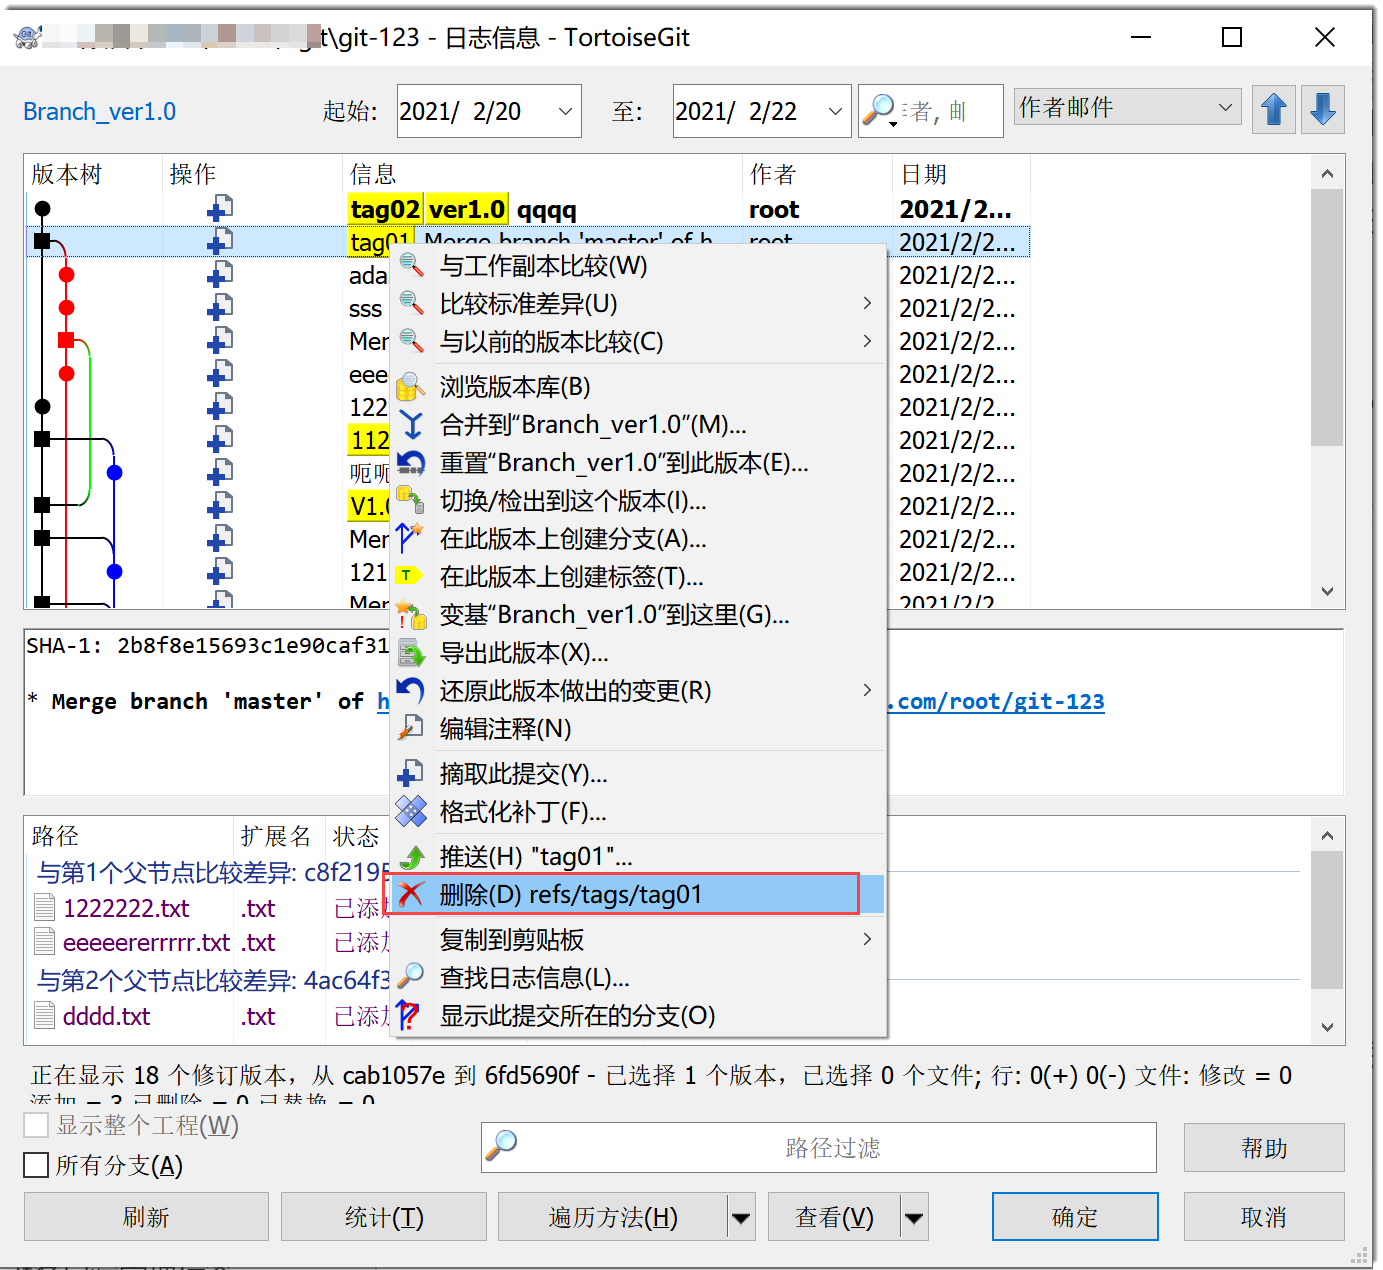 \git-123 - 日志信息 - TortoiseGit
Branch_ver1.0 起始: 2021/ 2/20 至: 2021/ 2/22 者, 邮 作者邮件
版本树 操作 信息 作者 日期
tag02 ver1.0 qqqq root 2021/2...
tag01 Merge branch 'master' of h root 2021/2/2...
ada 2021/2/2...
sss 2021/2/2...
Mer 2021/2/2...
eee 2021/2/2...
122 2021/2/2...
112 2021/2/2...
呃呃 2021/2/2...
V1.0 2021/2/2...
Mer 2021/2/2...
121 2021/2/2...
Mer 2021/2/2
与工作副本比较(W)
比较标准差异(U)
与以前的版本比较(C)
浏览版本库(B)
合并到“Branch_ver1.0”(M)...
重置“Branch_ver1.0”到此版本(E)...
切换/检出到这个版本(I)...
在此版本上创建分支(A)...
在此版本上创建标签(T)...
变基“Branch_ver1.0”到这里(G)...
导出此版本(X)...
还原此版本做出的变更(R)
编辑注释(N)
摘取此提交(Y)...
格式化补丁(F)...
推送(H) "tag01"...
删除(D) refs/tags/tag01
复制到剪贴板
查找日志信息(L)...
显示此提交所在的分支(O)
SHA-1: 2b8f8e15693c1e90caf31
* Merge branch 'master' of h .com/root/git-123
路径 扩展名 状态
与第1个父节点比较差异: c8f2195
1222222.txt .txt 已添加
eeeeererrrrr.txt .txt 已添加
与第2个父节点比较差异: 4ac64f3
dddd.txt .txt 已添加
正在显示 18 个修订版本，从 cab1057e 到 6fd5690f - 已选择 1 个版本，已选择 0 个文件; 行: 0(+) 0(-) 文件: 修改 = 0
添加 = 3 已删除 = 0 已替换 = 0
显示整个工程(W)
所有分支(A) 路径过滤 帮助
刷新 统计(T) 遍历方法(H) 查看(V) 确定 取消